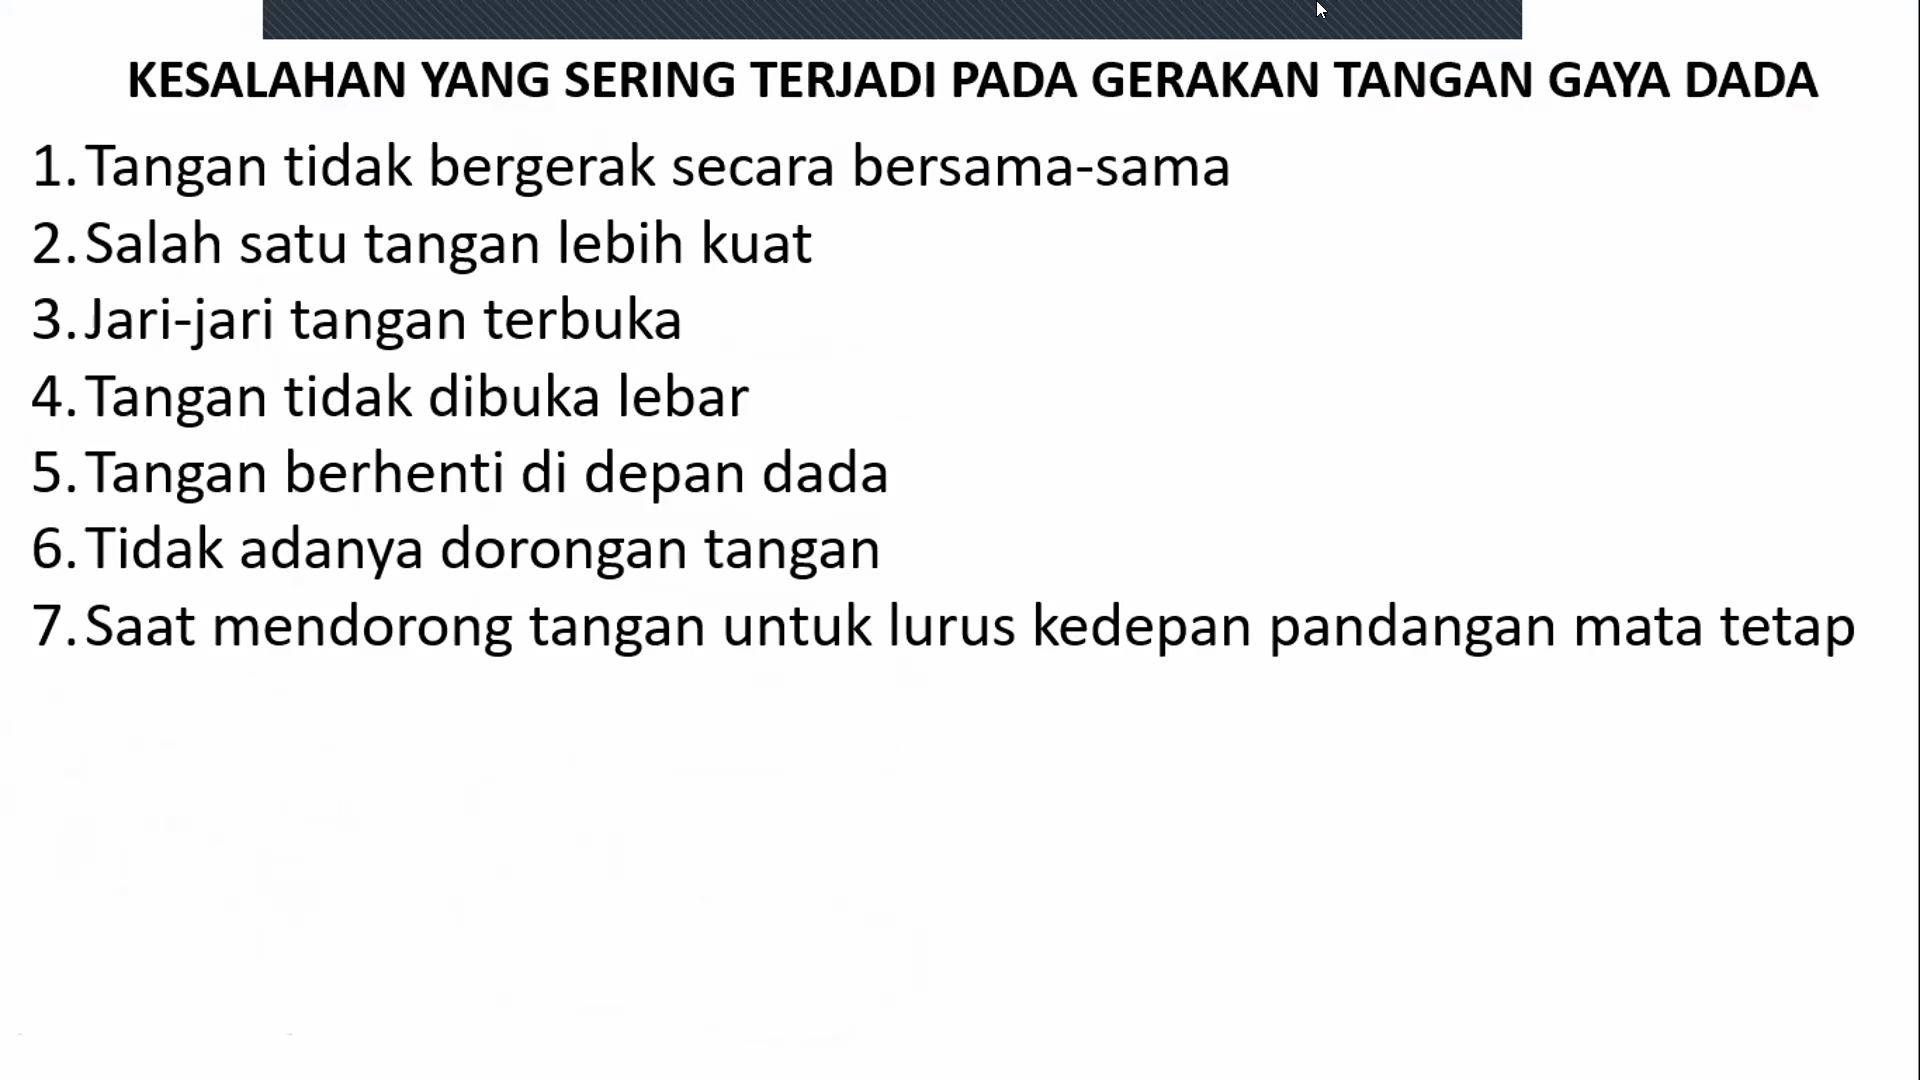 KESALAHAN YANG SERING TERJADI PADA GERAKAN TANGAN GAYA DADA
1. Tangan tidak bergerak secara bersama-sama
2. Salah satu tangan lebih kuat
3. Jari-jari tangan terbuka
4. Tangan tidak dibuka lebar
5. Tangan berhenti di depan dada
6. Tidak adanya dorongan tangan
7. Saat mendorong tangan untuk lurus kedepan pandangan mata tetap